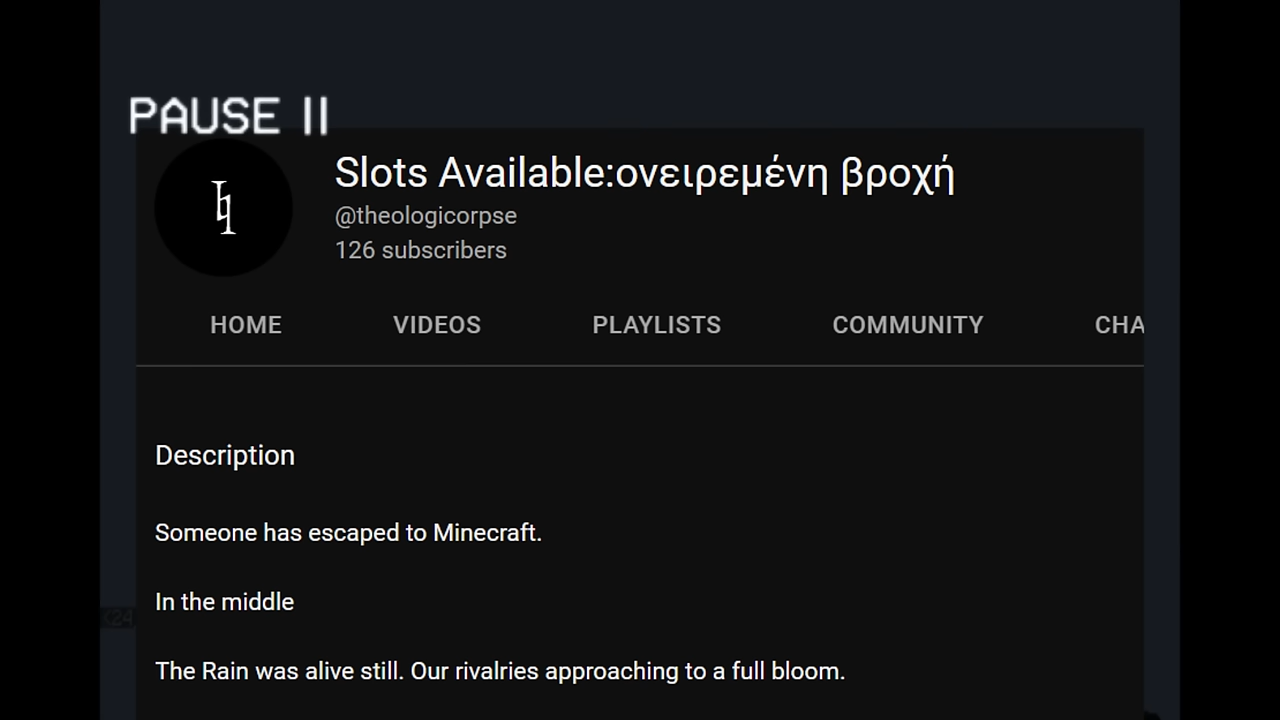 PAUSE II
Slots Available:ονειρεμένη βροχή
@theologicorpse
126 subscribers
HOME VIDEOS PLAYLISTS COMMUNITY CHA
Description
Someone has escaped to Minecraft.
In the middle
The Rain was alive still. Our rivalries approaching to a full bloom.